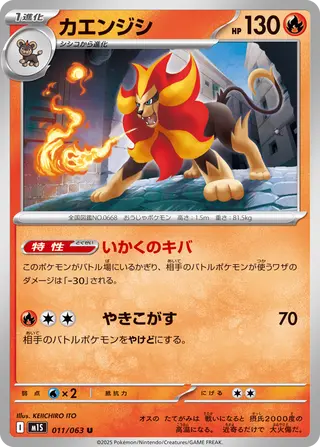 1進化
カエンジシ
HP 130
シシコから進化
全国図鑑NO.0668 おうじゃポケモン 高さ:1.5m 重さ:81.5kg
特性 とくせい いかくのキバ
このポケモンがバトル場にいるかぎり、相手のバトルポケモンが使うワザの
ダメージは「-30」される。
やきこがす 70
相手のバトルポケモンをやけどにする。
弱点 ×2 抵抗力 にげる
Illus. KEIICHIRO ITO
I M1S 011/063 U
オスの たてがみは 戦いになると 摂氏2000度の
高温になる。近寄るだけで 大火傷だ。
©2025 Pokémon/Nintendo/Creatures/GAME FREAK.